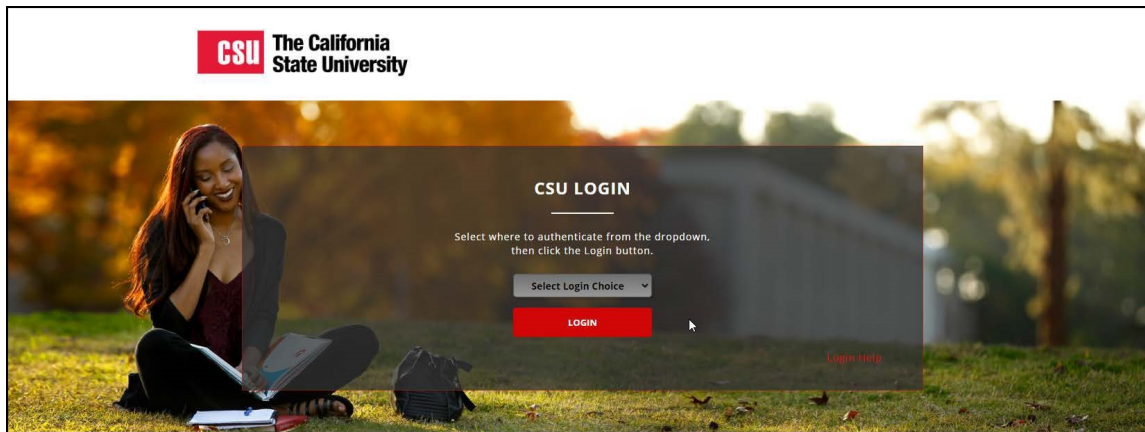 CSU The California
State University
CSU LOGIN
Select where to authenticate from the dropdown,
then click the Login button.
Select Login Choice
LOGIN
Login Help